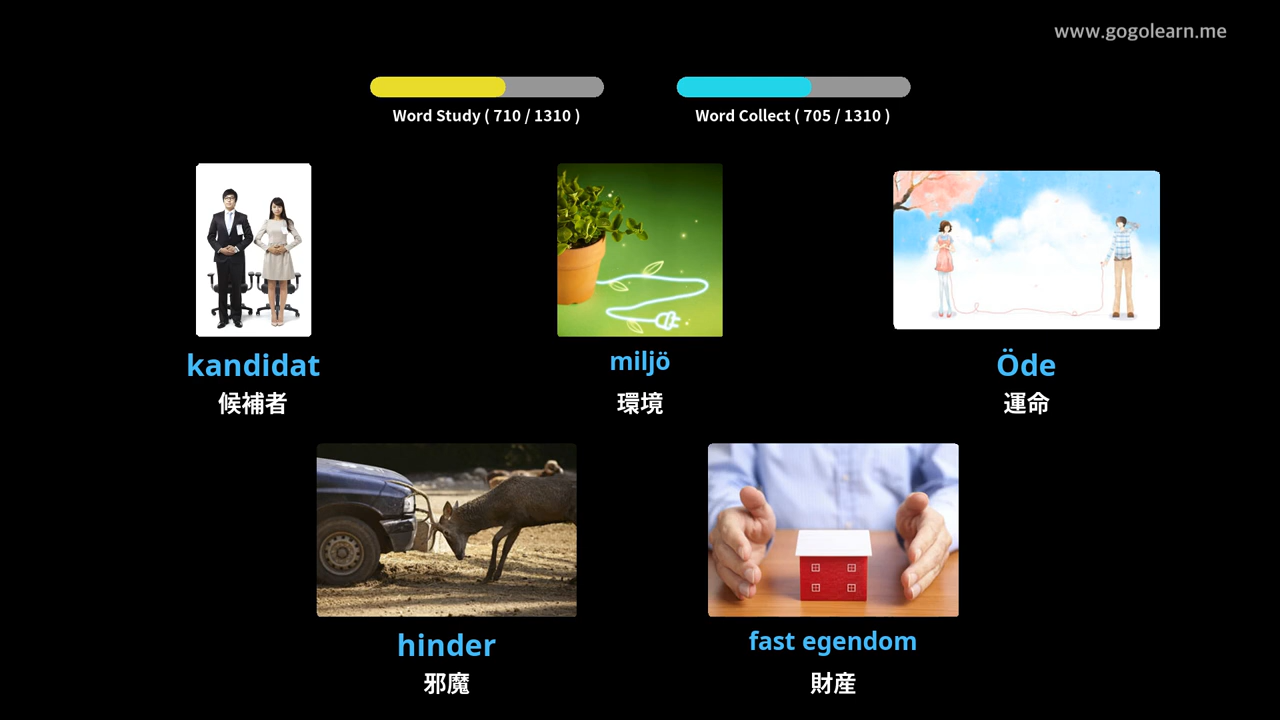 www.gogolearn.me
Word Study ( 710 / 1310 )
Word Collect ( 705 / 1310 )
kandidat
候補者
miljö
環境
Öde
運命
hinder
邪魔
fast egendom
財産